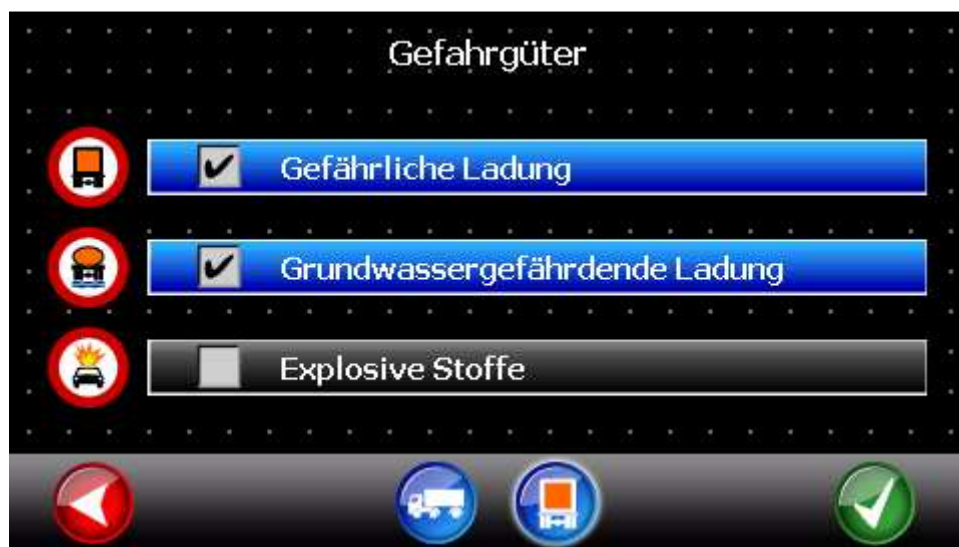 Gefahrgüter
Gefährliche Ladung
Grundwassergefährdende Ladung
Explosive Stoffe